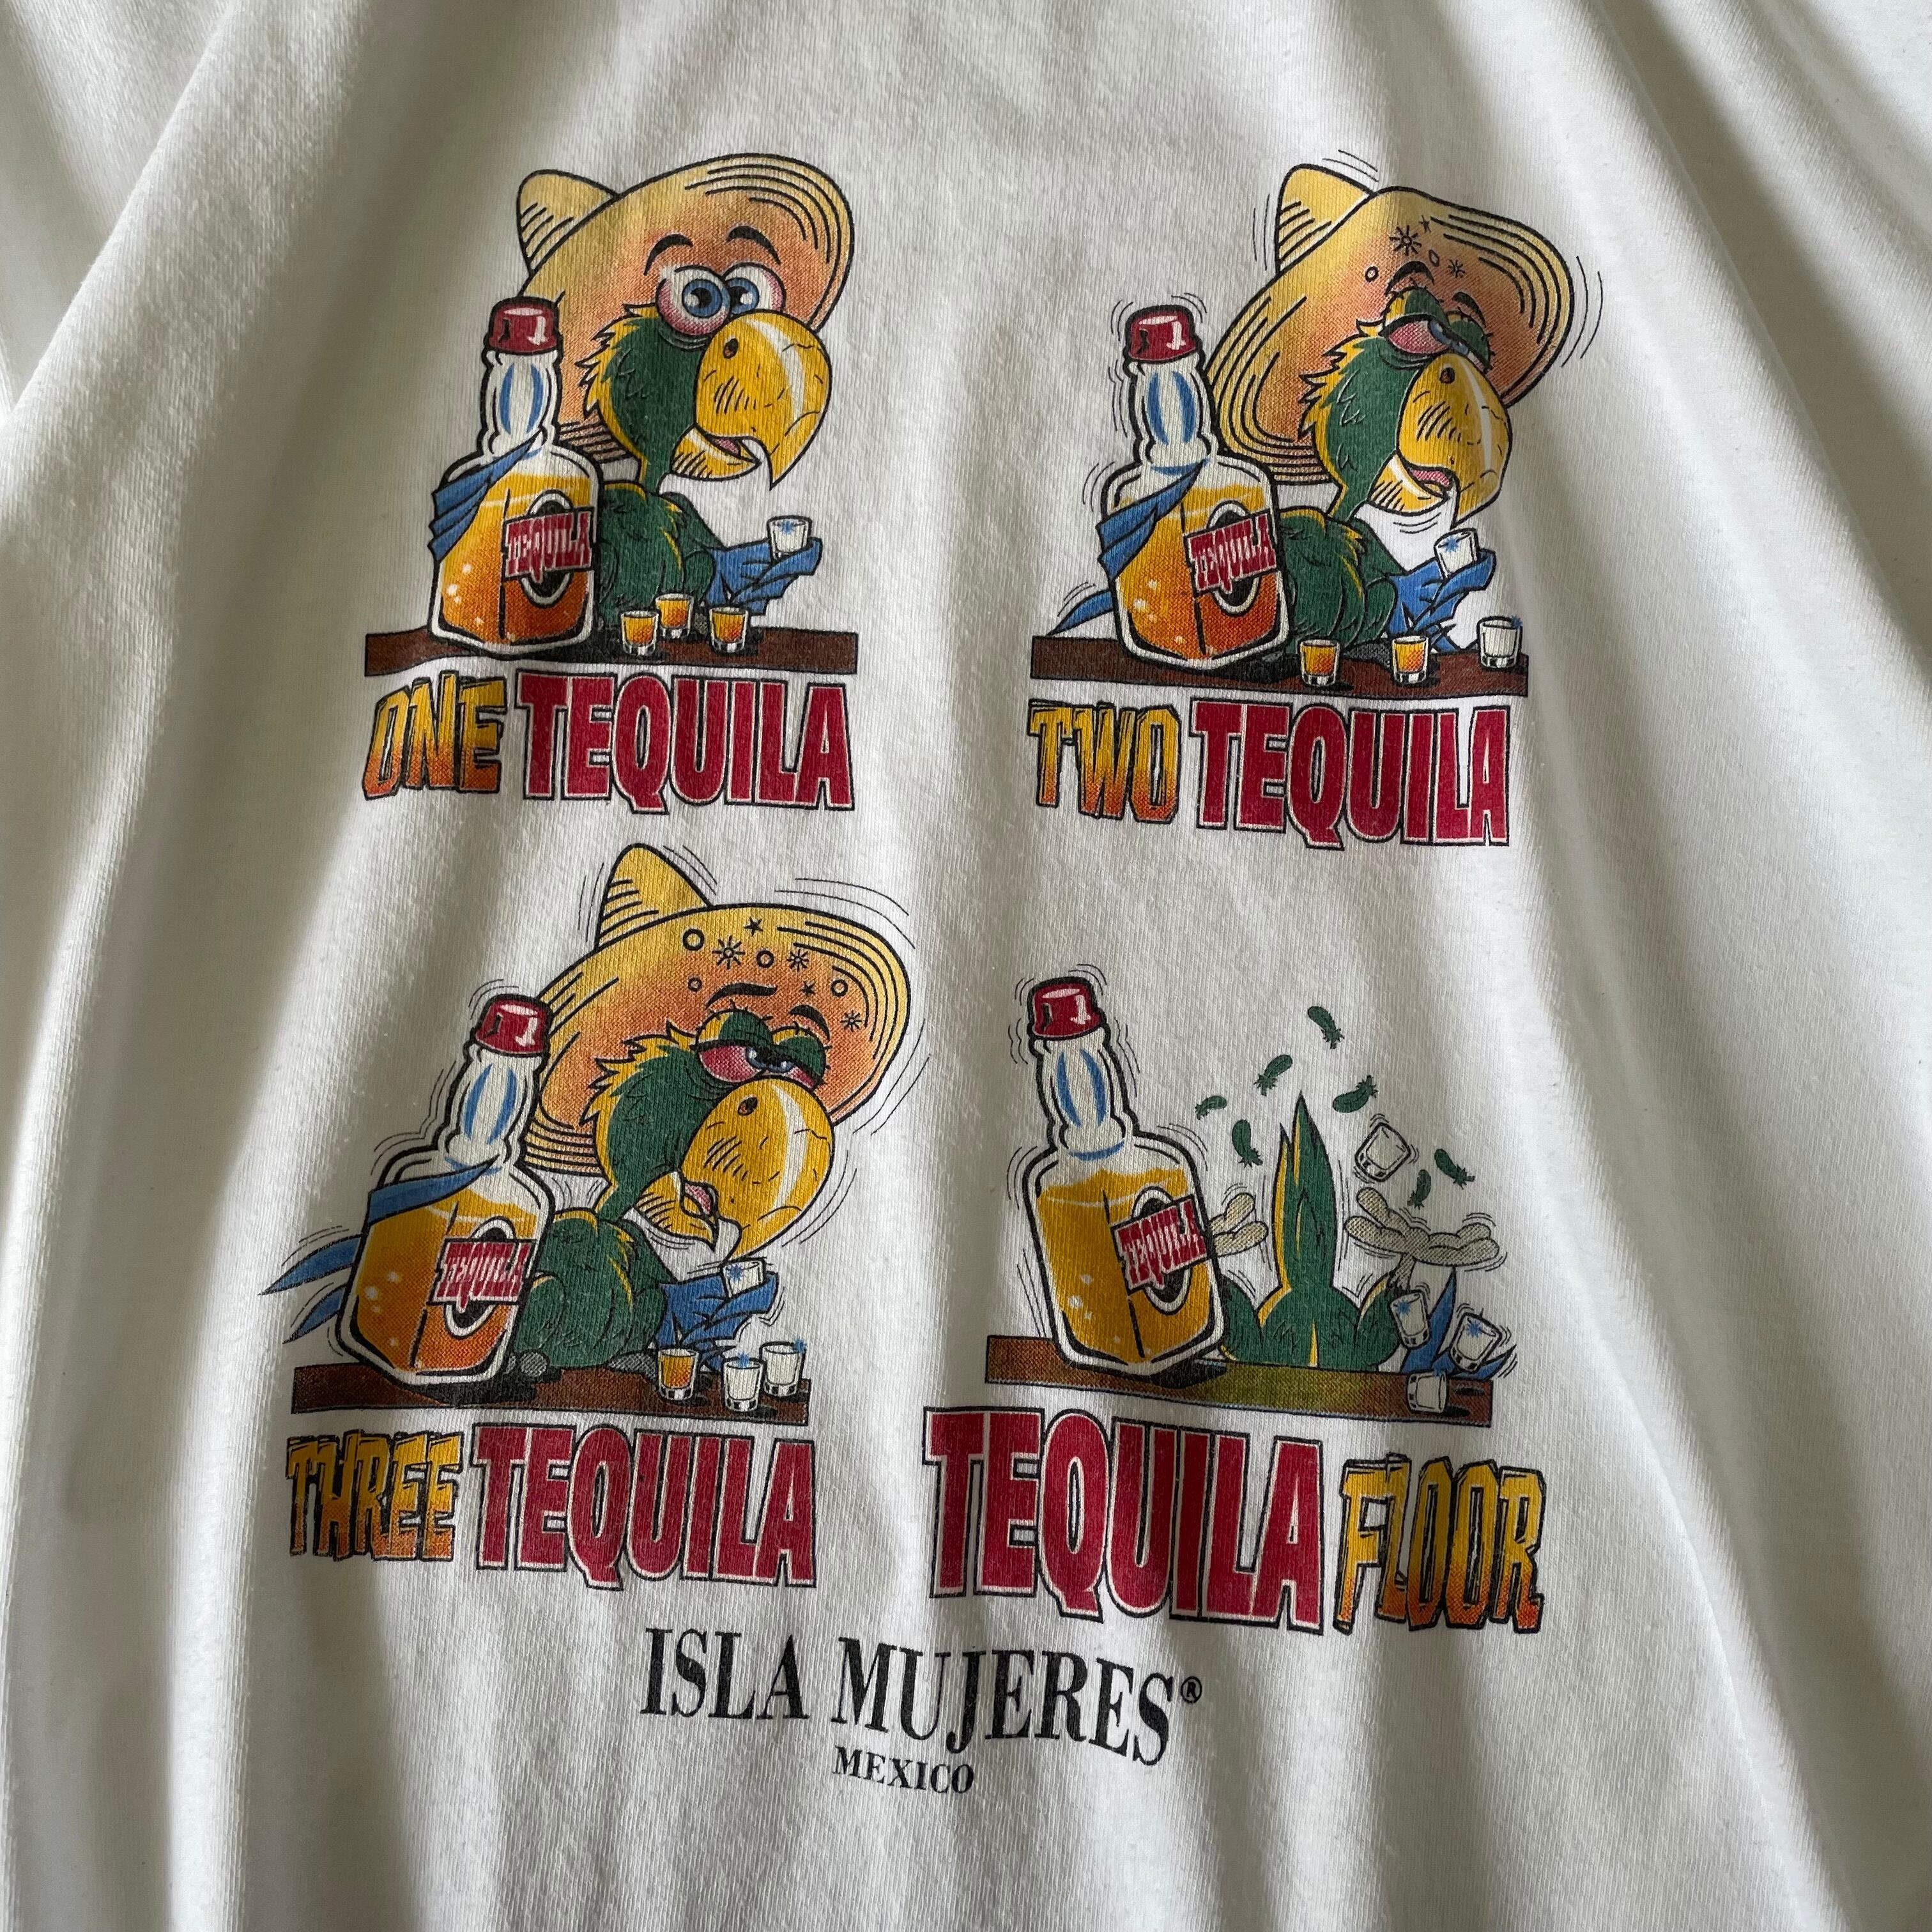 TEQUILA
ONE TEQUILA
TEQUILA
TWO TEQUILA
TEQUILA
THREE TEQUILA
TEQUILA
TEQUILA FLOOR
ISLA MUJERES®
MEXICO